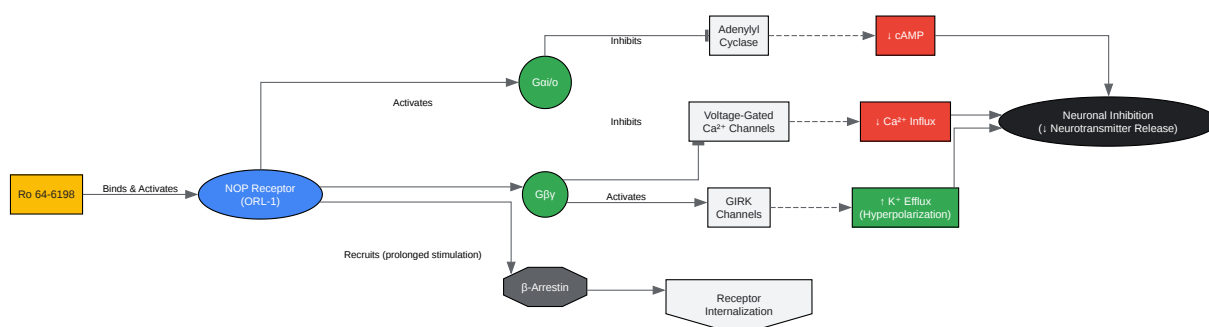 Adenylyl
Cyclase
↓ cAMP
Inhibits
Gαi/o
Activates
Voltage-Gated
Ca²⁺ Channels
Inhibits
↓ Ca²⁺ Influx
Neuronal Inhibition
(↓ Neurotransmitter Release)
Ro 64-6198
Binds & Activates
NOP Receptor
(ORL-1)
Gβγ
Activates
GIRK
Channels
↑ K⁺ Efflux
(Hyperpolarization)
Recruits (prolonged stimulation)
β-Arrestin
Receptor
Internalization